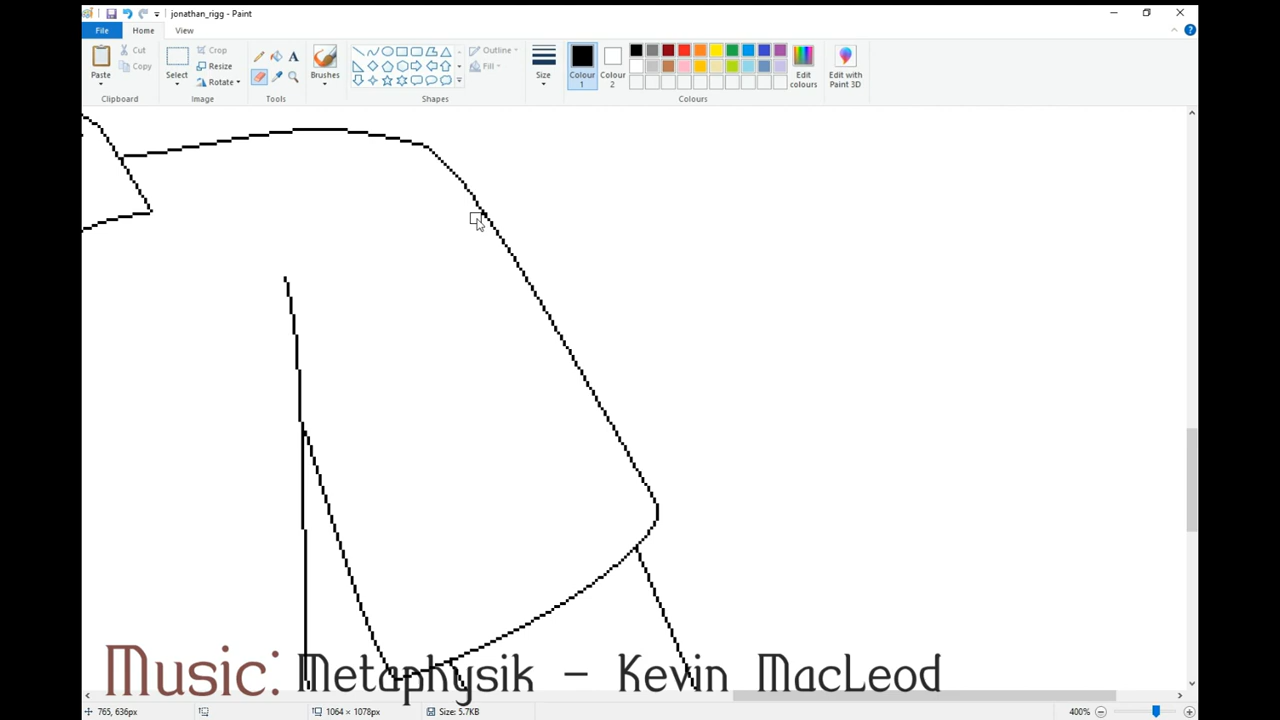 jonathan_rigg - Paint
File
Home
View
Paste
Cut
Copy
Clipboard
Select
Crop
Resize
Rotate
Image
A
Tools
Brushes
Shapes
Outline
Fill
Size
Colour 1
Colour 2
Edit colours
Edit with Paint 3D
Colours
Music: Metaphysik – Kevin MacLeod
765, 636px
1064 × 1078px
Size: 5.7KB
400%